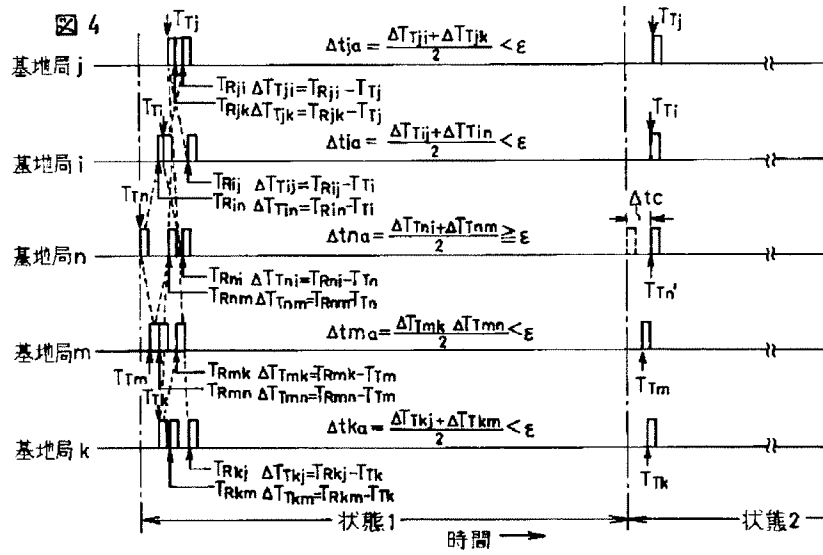 図4
T_Tj
T_Tj
基地局j
Δtja = (ΔT_Tji+ΔT_Tjk)/2 < ε
T_Rji ΔT_Tji=T_Rji−T_Tj
T_Rjk ΔT_Tjk=T_Rjk−T_Tj
T_Ti
T_Ti
基地局i
Δtia = (ΔT_Tij+ΔT_Tin)/2 < ε
T_Rij ΔT_Tij=T_Rij−T_Ti
T_Rin ΔT_Tin=T_Rin−T_Ti
T_Tn
Δtc
基地局n
Δtna = (ΔT_Tni+ΔT_Tnm)/2 ≧ ε
T_Rni ΔT_Tni=T_Rni−T_Tn
T_Rnm ΔT_Tnm=T_Rnm−T_Tn
T_Tn'
基地局m
Δtma = (ΔT_Tmk ΔT_Tmn)/2 < ε
T_Tm
T_Rmk ΔT_Tmk=T_Rmk−T_Tm
T_Rmn ΔT_Tmn=T_Rmn−T_Tm
T_Tm
T_Tk
基地局k
Δtka = (ΔT_Tkj+ΔT_Tkm)/2 < ε
T_Rkj ΔT_Tkj=T_Rkj−T_Tk
T_Rkm ΔT_Tkm=T_Rkm−T_Tk
T_Tk
状態1
状態2
時間